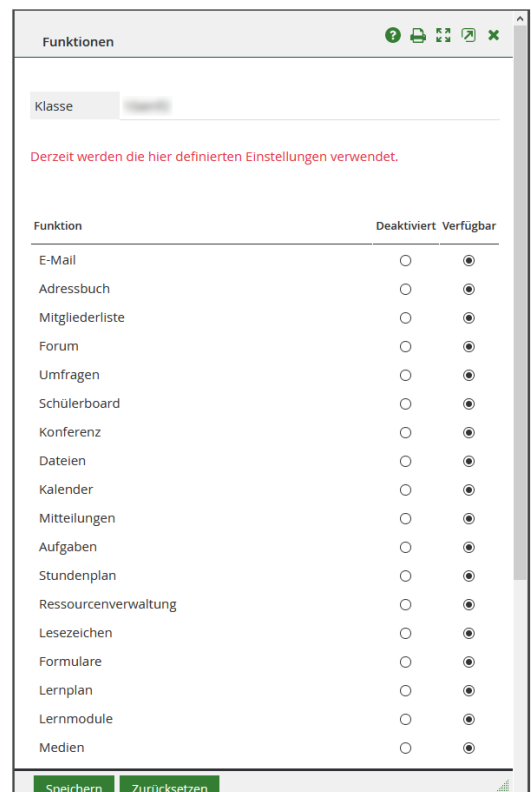 Funktionen
Klasse
Derzeit werden die hier definierten Einstellungen verwendet.
Funktion Deaktiviert Verfügbar
E-Mail
Adressbuch
Mitgliederliste
Forum
Umfragen
Schülerboard
Konferenz
Dateien
Kalender
Mitteilungen
Aufgaben
Stundenplan
Ressourcenverwaltung
Lesezeichen
Formulare
Lernplan
Lernmodule
Medien
Speichern Zurücksetzen